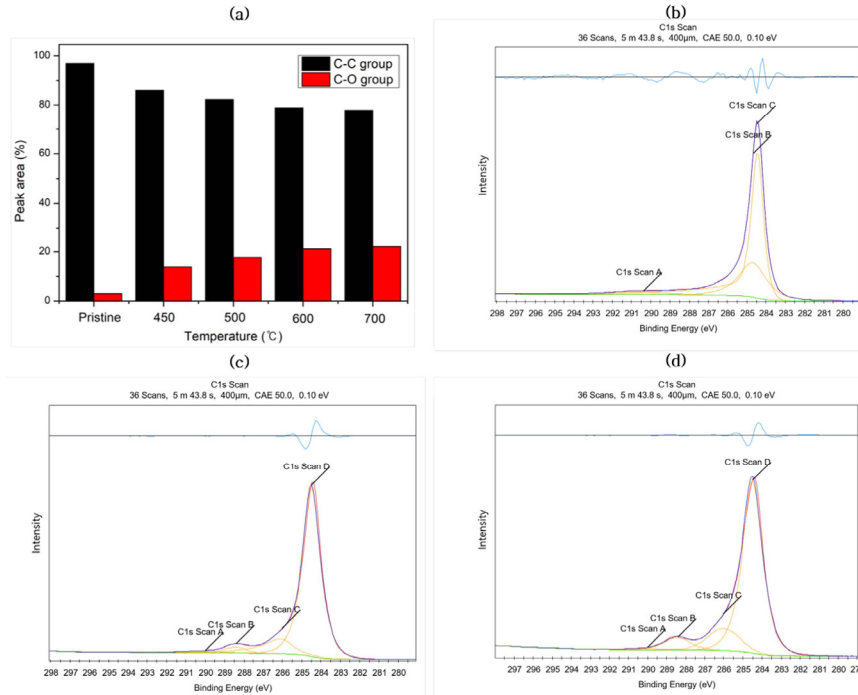 (a)
100
80
60
40
20
0
Peak area (%)
C-C group
C-O group
Pristine 450 500 600 700
Temperature (℃)
(b)
C1s Scan
36 Scans, 5 m 43.8 s, 400µm, CAE 50.0, 0.10 eV
C1s Scan C
C1s Scan B
C1s Scan A
Intensity
298 297 296 295 294 293 292 291 290 289 288 287 286 285 284 283 282 281 280
Binding Energy (eV)
(c)
C1s Scan
36 Scans, 5 m 43.8 s, 400µm, CAE 50.0, 0.10 eV
C1s Scan D
C1s Scan C
C1s Scan B
C1s Scan A
Intensity
298 297 296 295 294 293 292 291 290 289 288 287 286 285 284 283 282 281 280
Binding Energy (eV)
(d)
C1s Scan
36 Scans, 5 m 43.8 s, 400µm, CAE 50.0, 0.10 eV
C1s Scan D
C1s Scan C
C1s Scan B
C1s Scan A
Intensity
297 296 295 294 293 292 291 290 289 288 287 286 285 284 283 282 281 280 27
Binding Energy (eV)